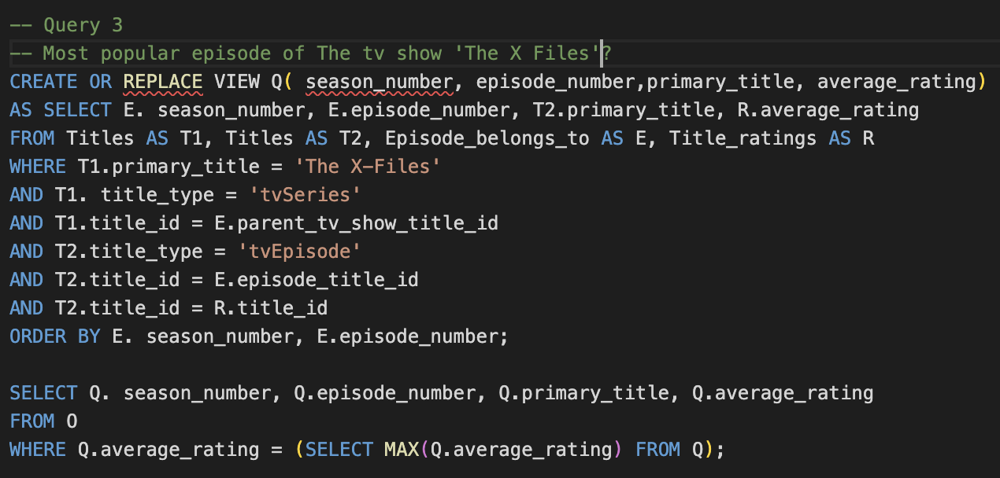 -- Query 3
-- Most popular episode of The tv show 'The X Files'?
CREATE OR REPLACE VIEW Q( season_number, episode_number,primary_title, average_rating)
AS SELECT E. season_number, E.episode_number, T2.primary_title, R.average_rating
FROM Titles AS T1, Titles AS T2, Episode_belongs_to AS E, Title_ratings AS R
WHERE T1.primary_title = 'The X-Files'
AND T1. title_type = 'tvSeries'
AND T1.title_id = E.parent_tv_show_title_id
AND T2.title_type = 'tvEpisode'
AND T2.title_id = E.episode_title_id
AND T2.title_id = R.title_id
ORDER BY E. season_number, E.episode_number;

SELECT Q. season_number, Q.episode_number, Q.primary_title, Q.average_rating
FROM O
WHERE Q.average_rating = (SELECT MAX(Q.average_rating) FROM Q);